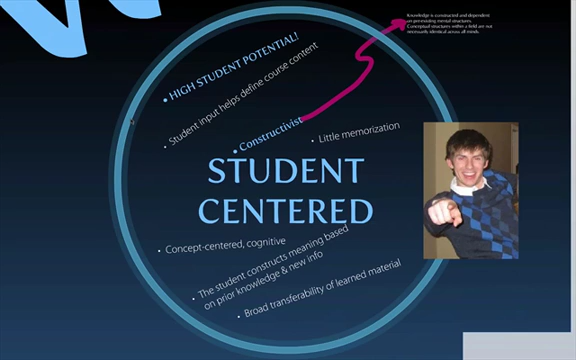 Knowledge is constructed and dependent
on pre-existing mental structures.
Conceptual structures within a field are not
necessarily identical across all minds.
• HIGH STUDENT POTENTIAL!
• Student input helps define course content
• Constructivist
• Little memorization
STUDENT
CENTERED
• Concept-centered, cognitive
• The student constructs meaning based
on prior knowledge & new info
• Broad transferability of learned material